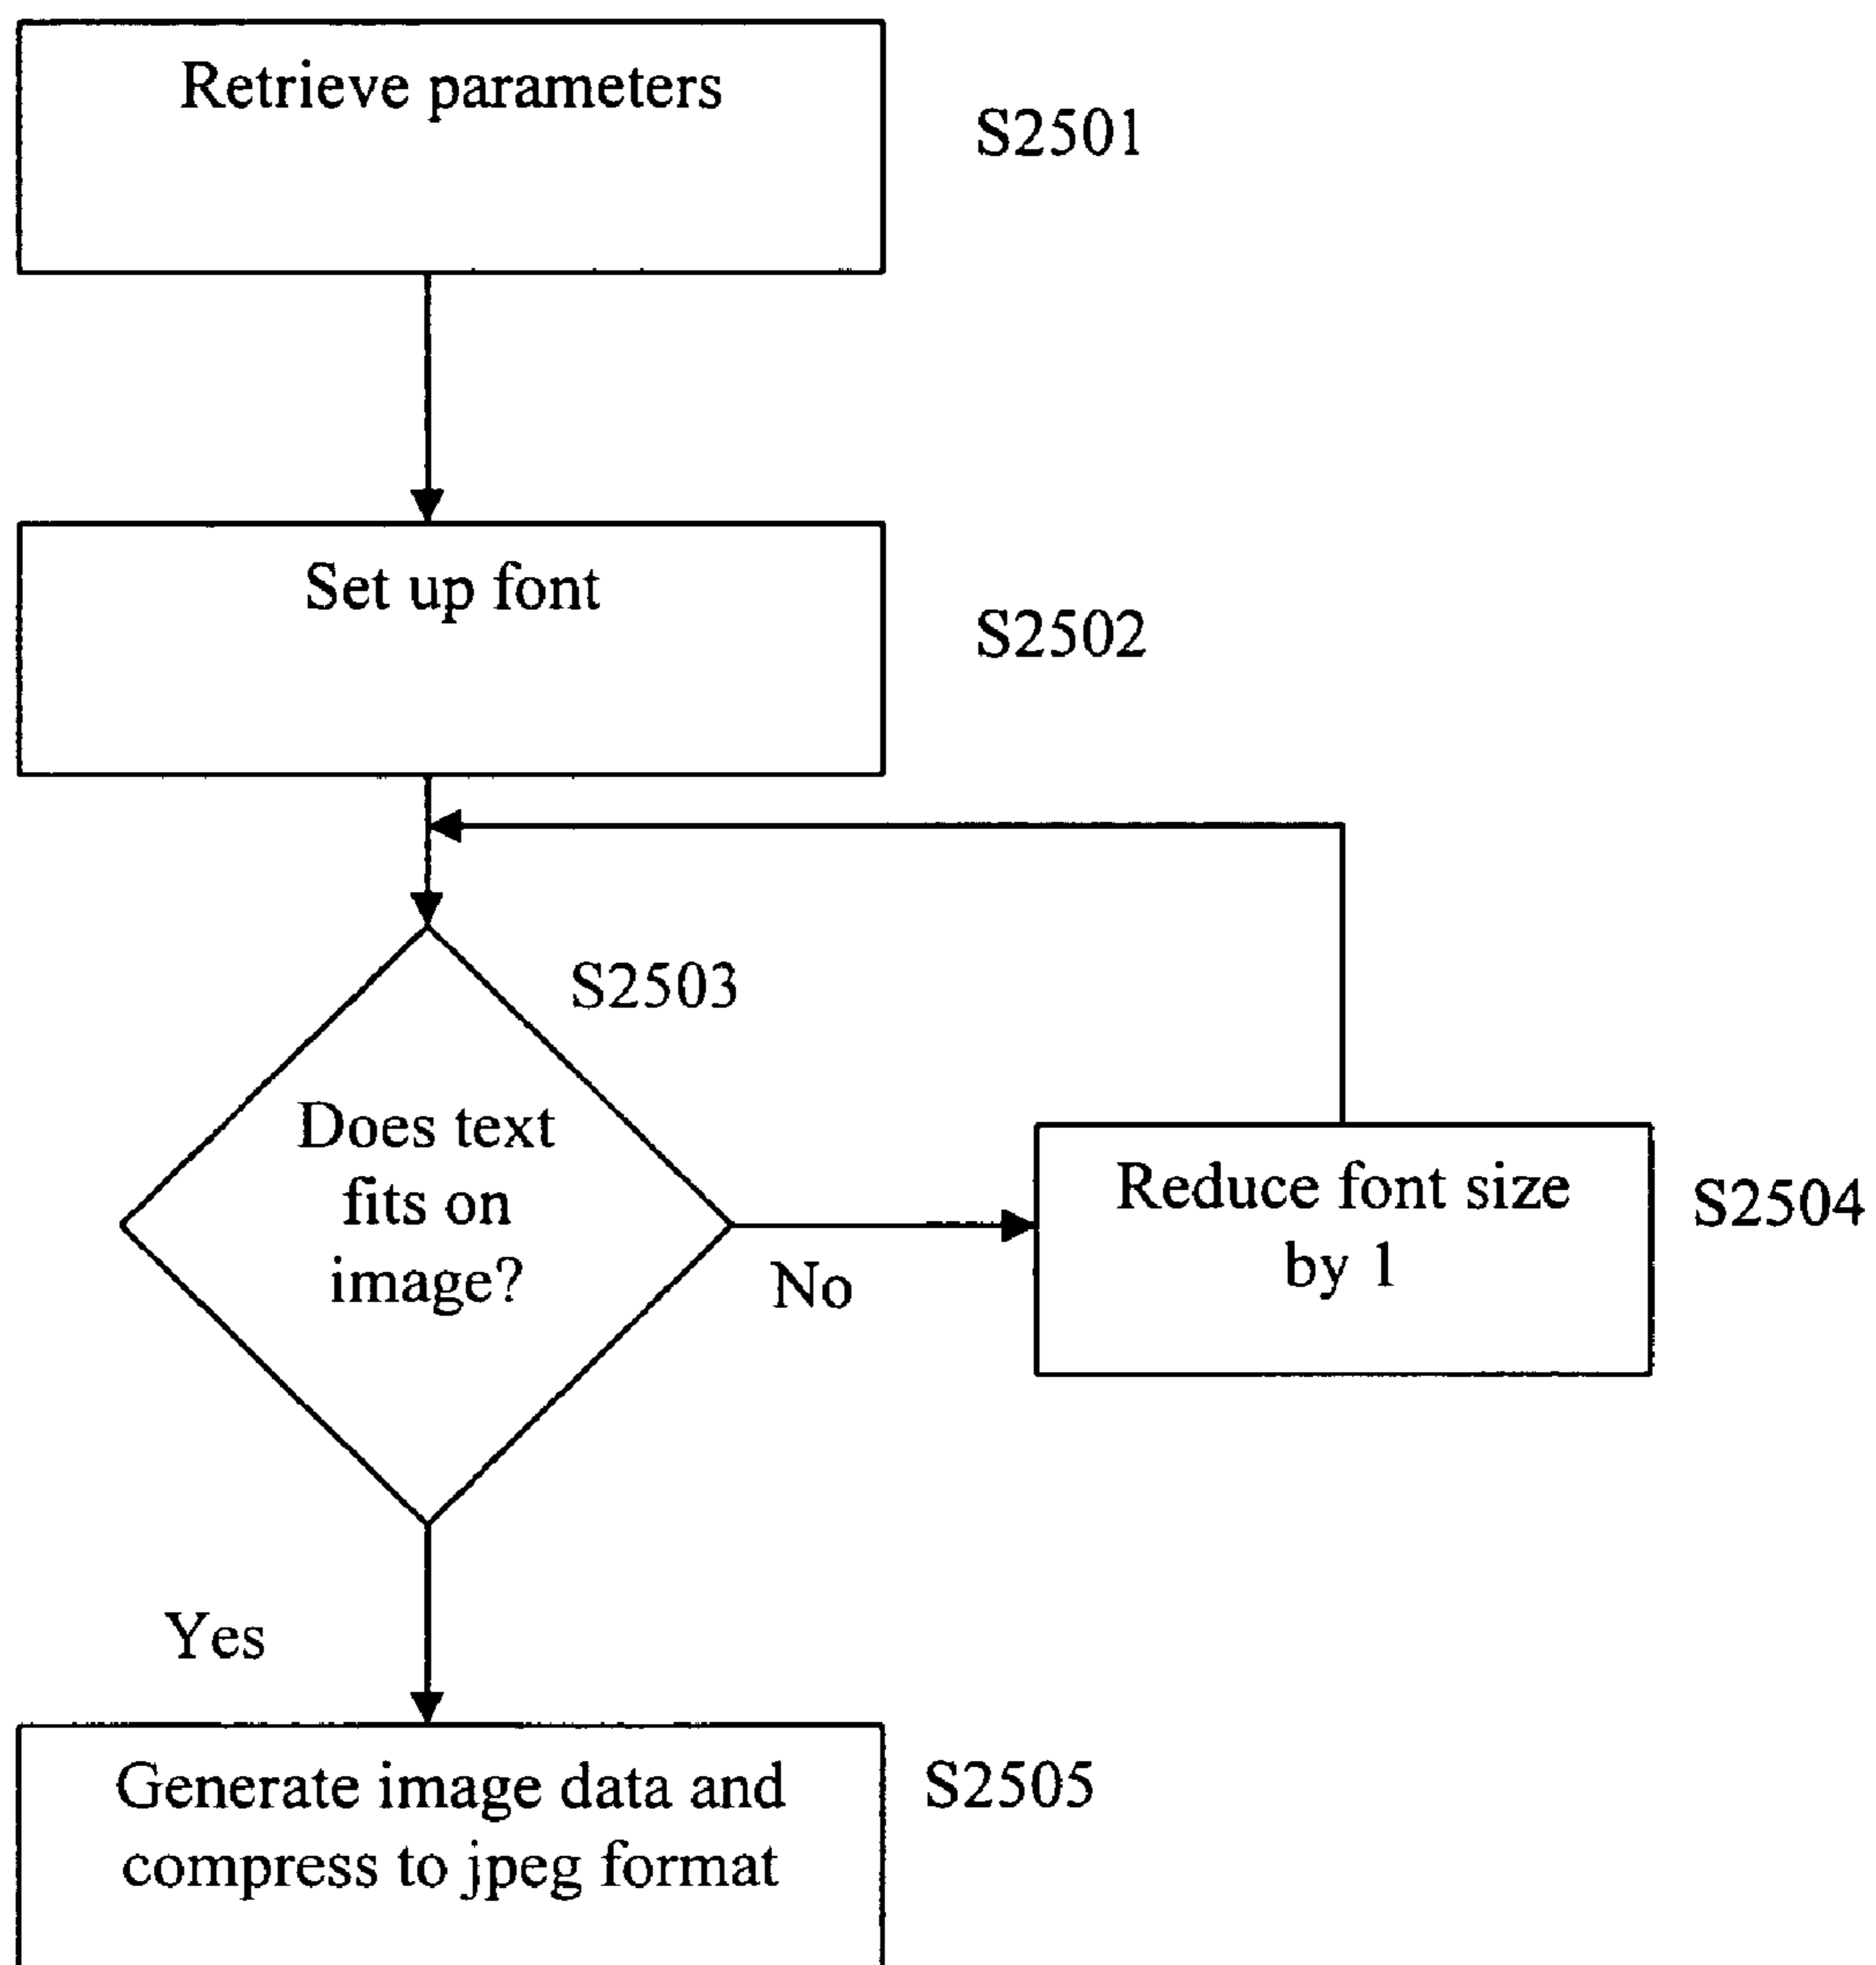 Retrieve parameters
S2501
Set up font
S2502
S2503
Does text
fits on
image?
No
Reduce font size
by 1
S2504
Yes
Generate image data and
compress to jpeg format
S2505